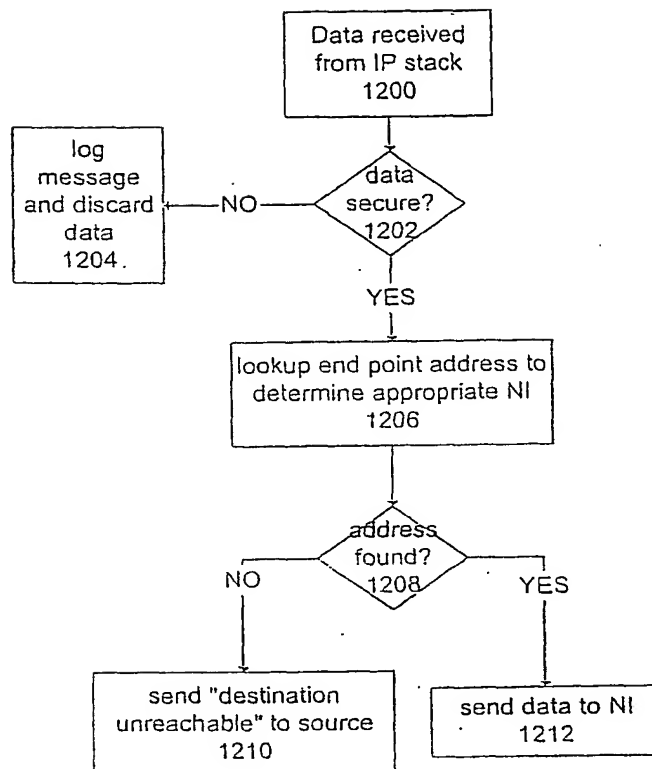 Data received
from IP stack
1200
log
message
and discard
data
1204.
NO
data
secure?
1202
YES
lookup end point address to
determine appropriate NI
1206
address
found?
1208
NO
YES
send "destination
unreachable" to source
1210
send data to NI
1212